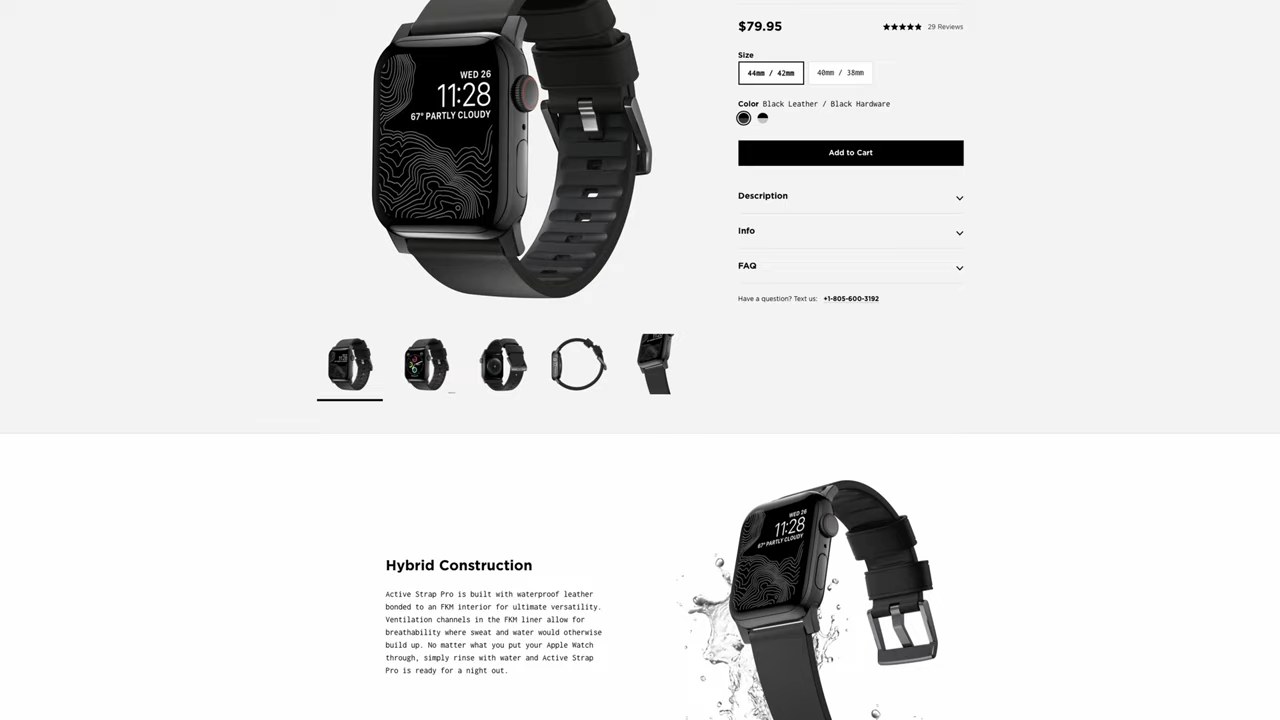 $79.95
29 Reviews
Size
44mm / 42mm
40mm / 38mm
Color Black Leather / Black Hardware
Add to Cart
Description
Info
FAQ
Have a question? Text us: +1-805-600-3192
WED 26
11:28
67° PARTLY CLOUDY
Hybrid Construction
Active Strap Pro is built with waterproof leather
bonded to an FKM interior for ultimate versatility.
Ventilation channels in the FKM liner allow for
breathability where sweat and water would otherwise
build up. No matter what you put your Apple Watch
through, simply rinse with water and Active Strap
Pro is ready for a night out.
WED 26
11:28
67° PARTLY CLOUDY